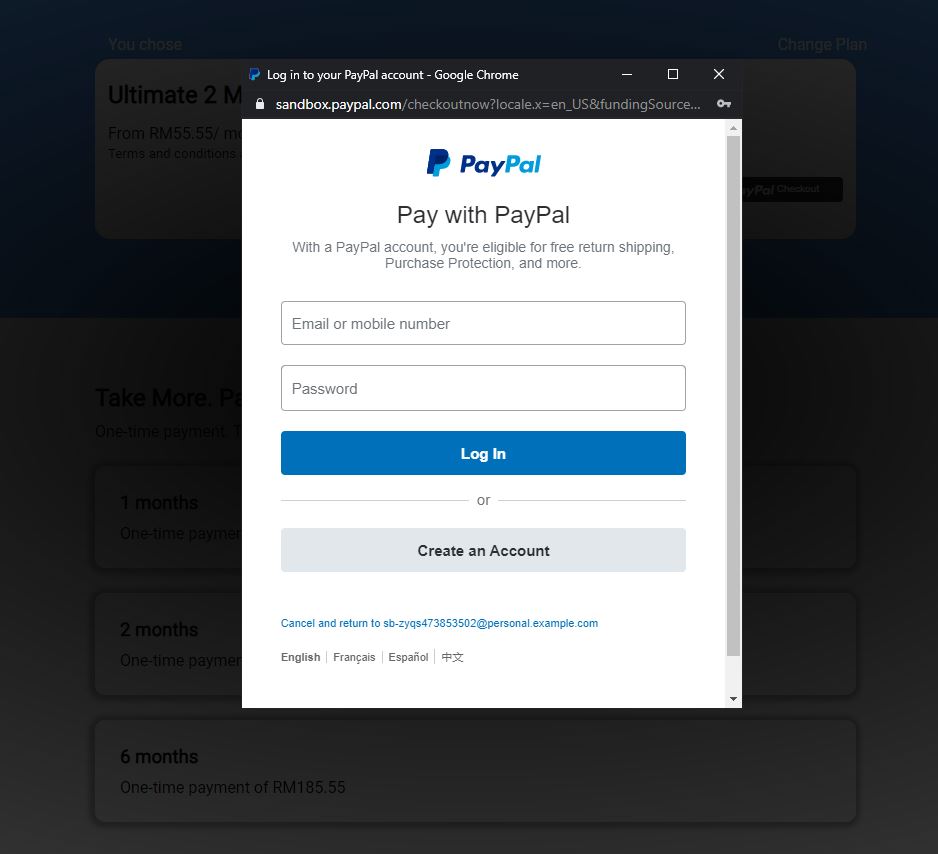 You chose
Change Plan
Ultimate 2 M
From RM55.55/ mo
Terms and conditions
yPal Checkout
Log in to your PayPal account - Google Chrome
sandbox.paypal.com/checkoutnow?locale.x=en_US&fundingSource...
PayPal
Pay with PayPal
With a PayPal account, you're eligible for free return shipping,
Purchase Protection, and more.
Email or mobile number
Password
Log In
or
Create an Account
Cancel and return to sb-zyqs473853502@personal.example.com
English
Français
Español
中文
Take More. Pa
One-time payment. T
1 months
One-time paymen
2 months
One-time paymen
6 months
One-time payment of RM185.55